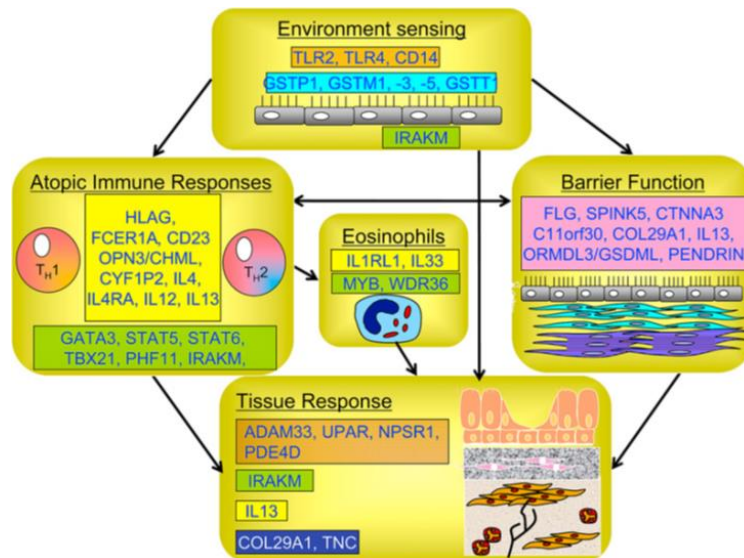 Environment sensing
TLR2, TLR4, CD14
GSTP1, GSTM1, -3, -5, GSTT1
IRAKM
Atopic Immune Responses
HLAG,
FCER1A, CD23
OPN3/CHML,
CYF1P2, IL4,
IL4RA, IL12, IL13
TH1
TH2
GATA3, STAT5, STAT6,
TBX21, PHF11, IRAKM,
Eosinophils
IL1RL1, IL33
MYB, WDR36
Barrier Function
FLG, SPINK5, CTNNA3
C11orf30, COL29A1, IL13,
ORMDL3/GSDML, PENDRIN
Tissue Response
ADAM33, UPAR, NPSR1,
PDE4D
IRAKM
IL13
COL29A1, TNC